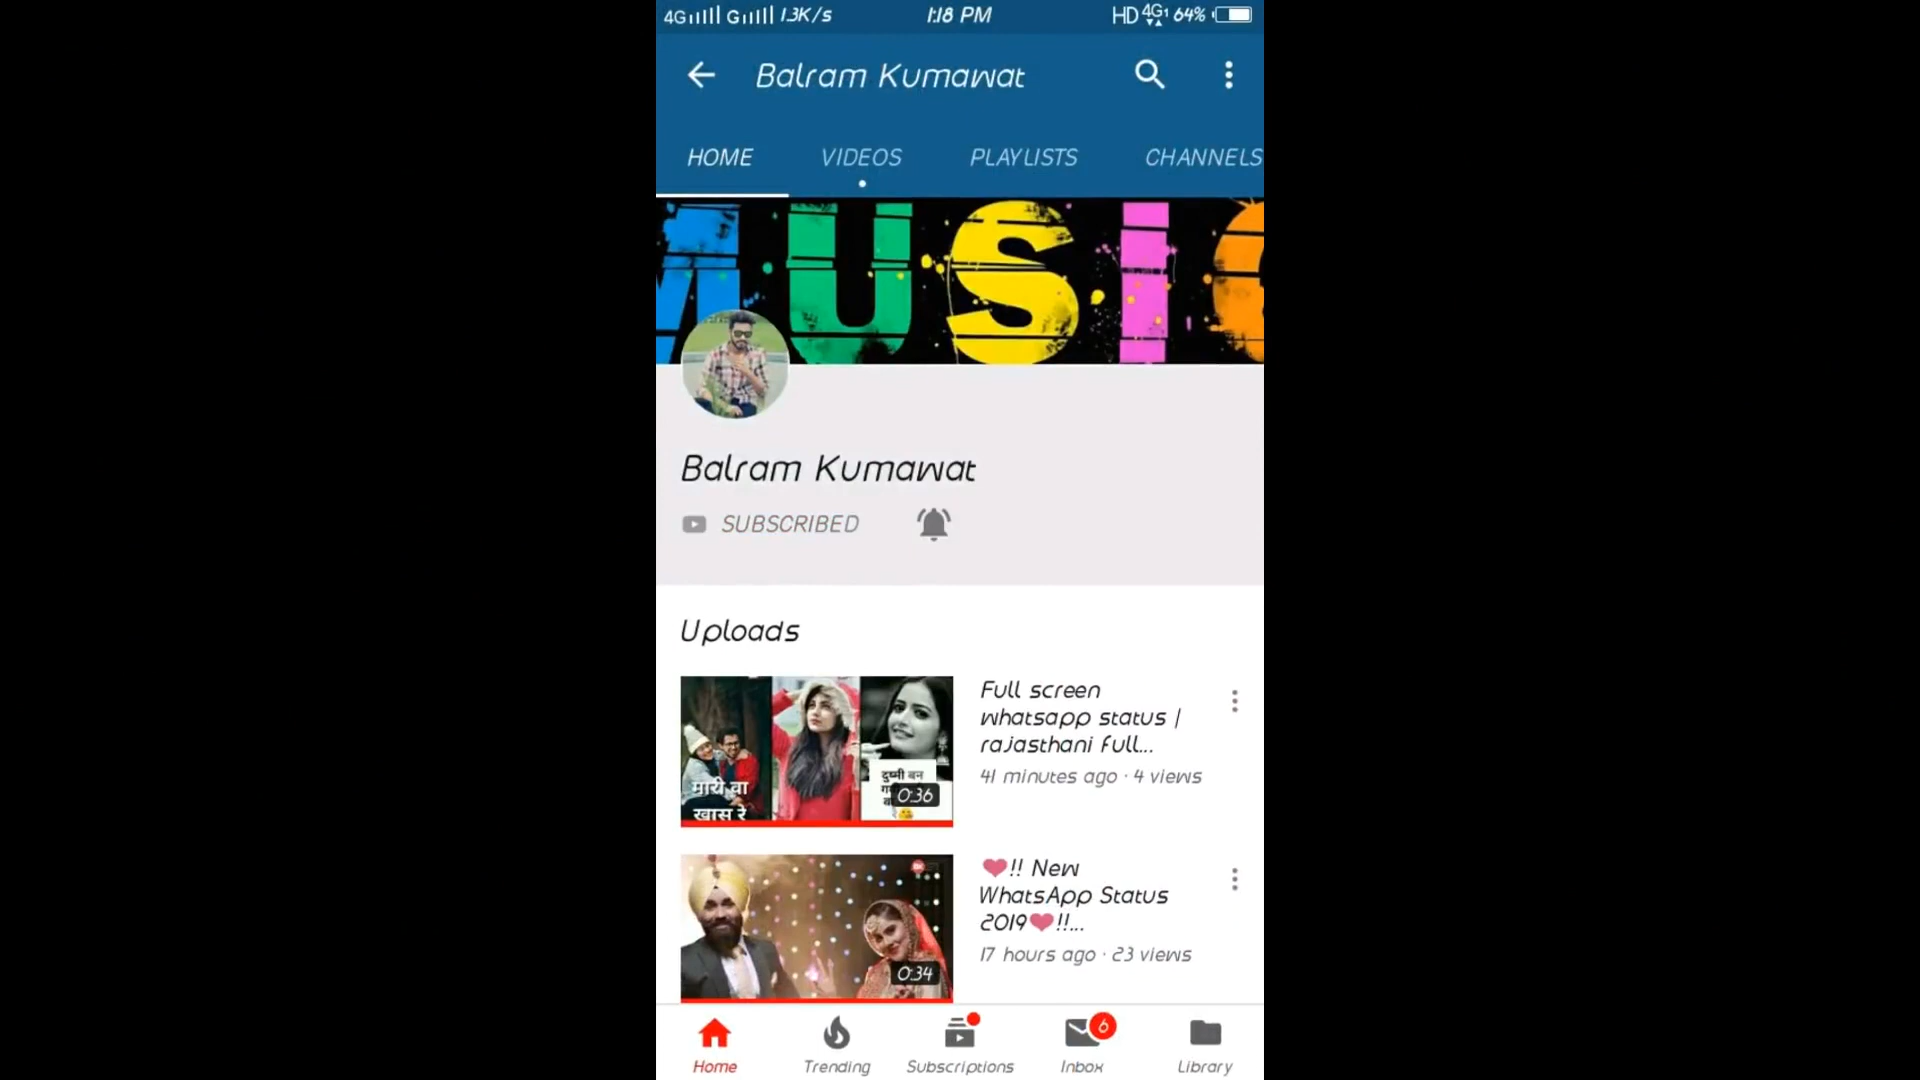 4G G 1.3K/s 1:18 PM HD 4G1 64%
Balram Kumawat
HOME VIDEOS PLAYLISTS CHANNELS
MUSIC
Balram Kumawat
SUBSCRIBED
Uploads
Full screen
whatsapp status |
rajasthani full...
41 minutes ago · 4 views
मारी वा
खास रे
दुष्मी बन
0:36
❤!! New
WhatsApp Status
2019❤!!...
17 hours ago · 23 views
0:34
6
Home Trending Subscriptions Inbox Library